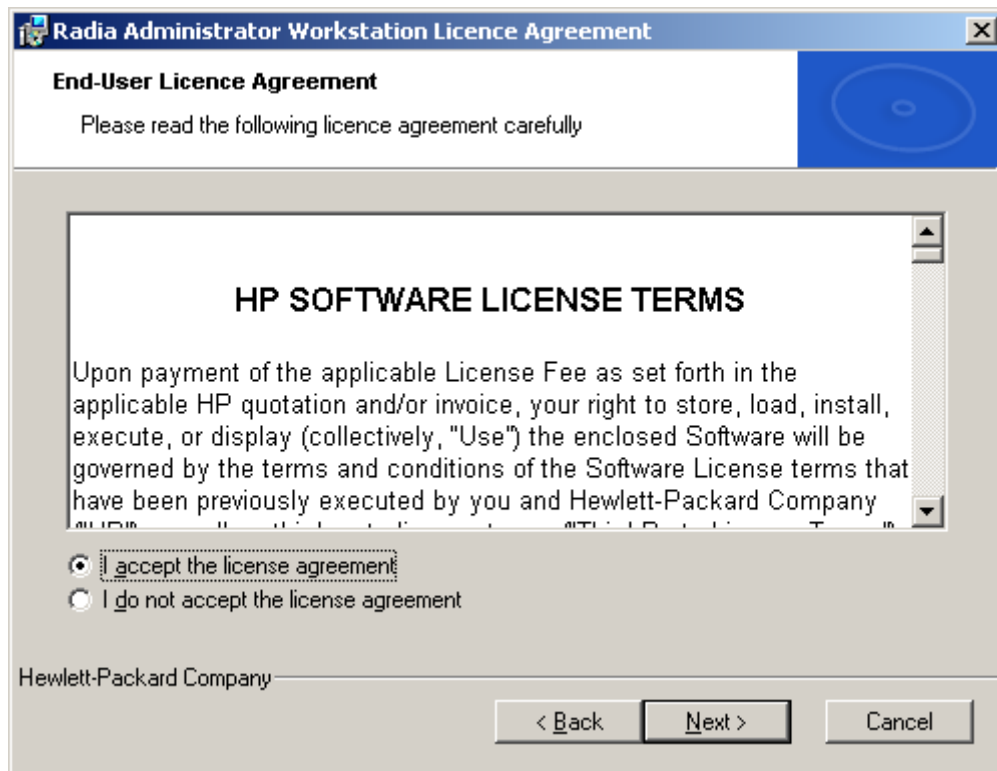 Radia Administrator Workstation Licence Agreement
End-User Licence Agreement
Please read the following licence agreement carefully
HP SOFTWARE LICENSE TERMS
Upon payment of the applicable License Fee as set forth in the
applicable HP quotation and/or invoice, your right to store, load, install,
execute, or display (collectively, "Use") the enclosed Software will be
governed by the terms and conditions of the Software License terms that
have been previously executed by you and Hewlett-Packard Company
I accept the license agreement
I do not accept the license agreement
Hewlett-Packard Company
< Back Next > Cancel